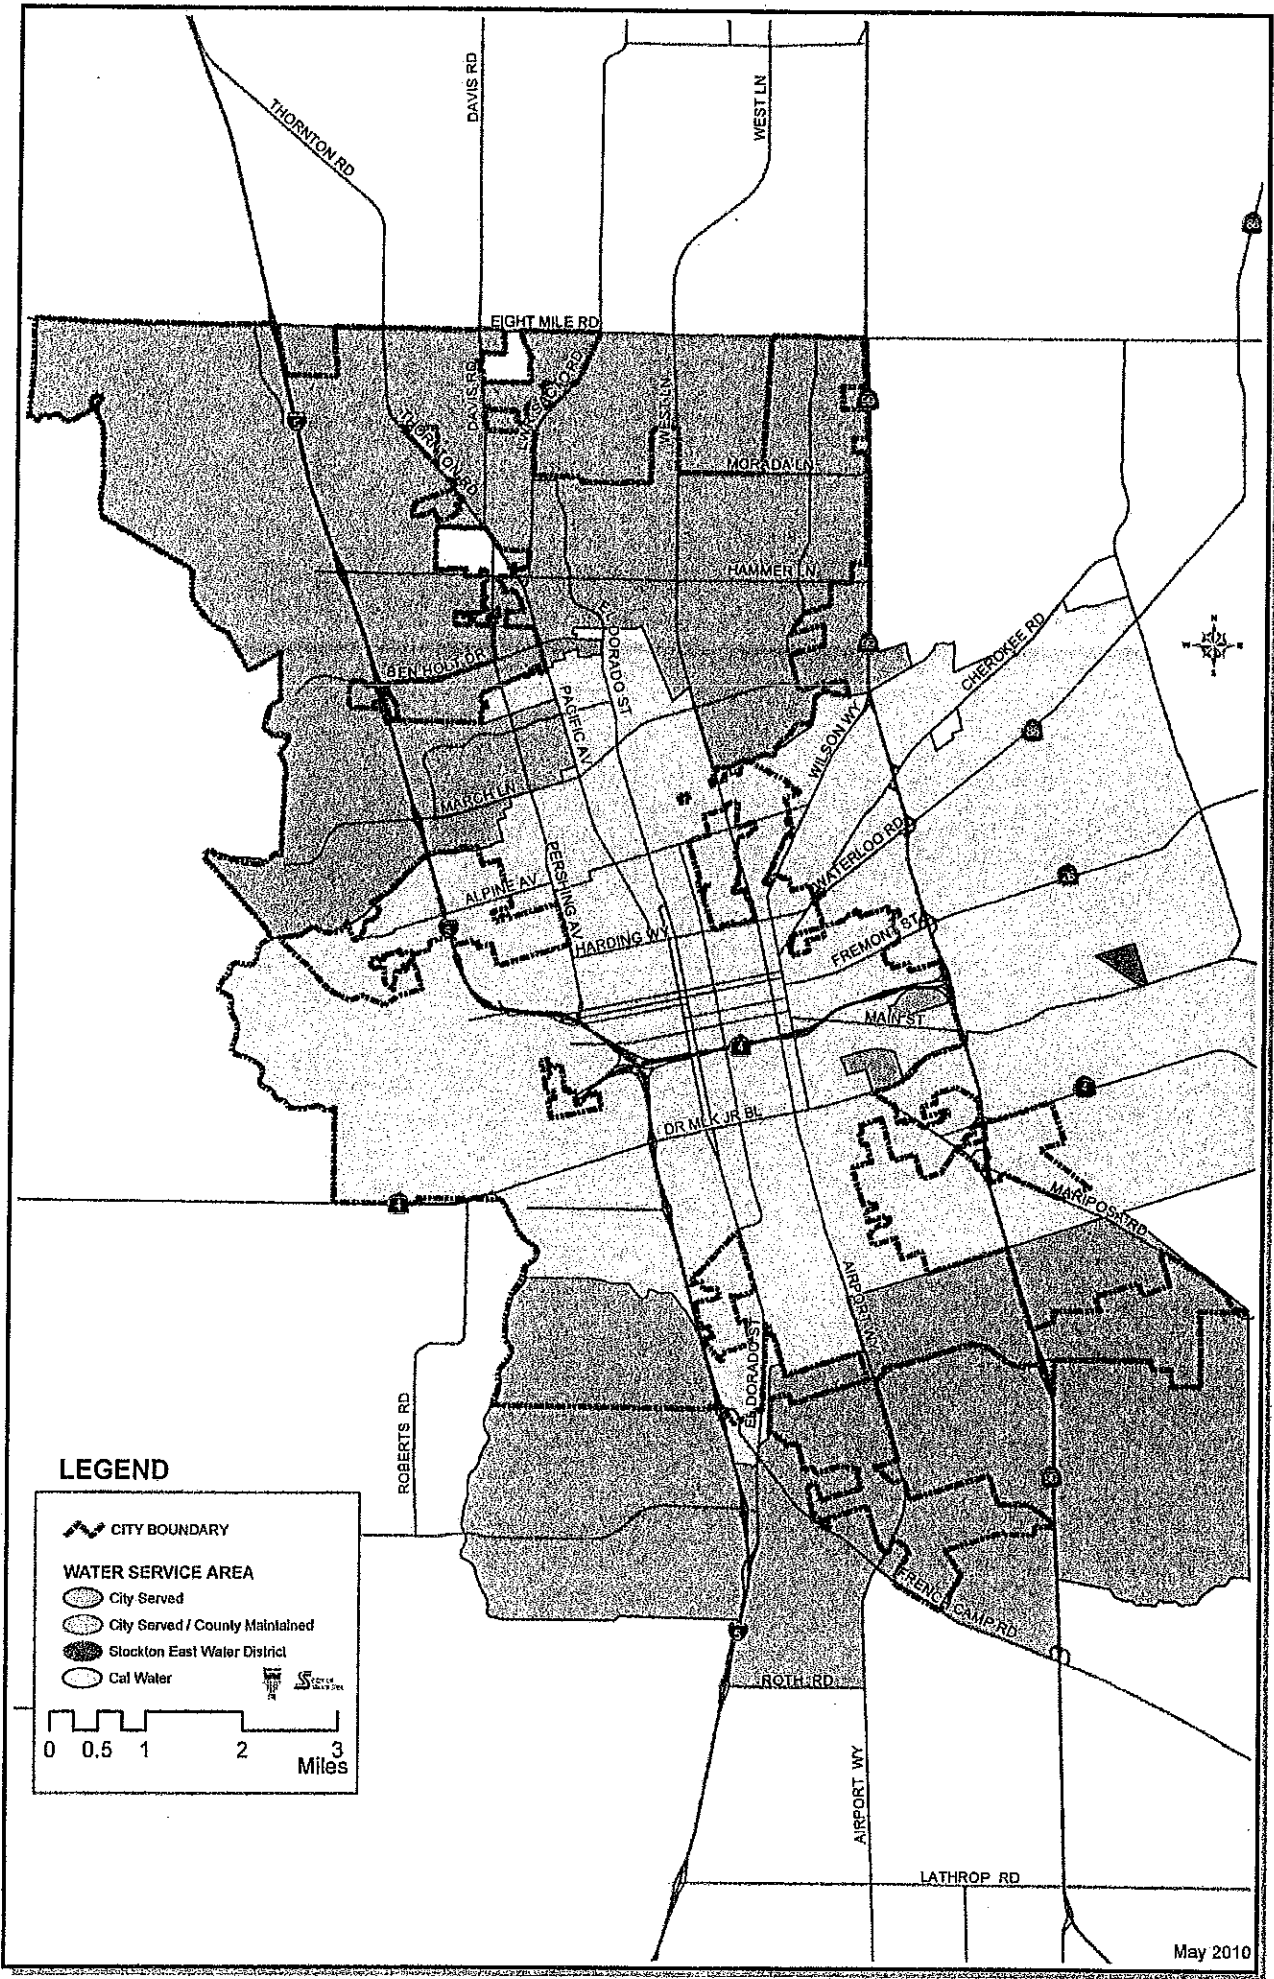 THORNTON RD
DAVIS RD
WEST LN
EIGHT MILE RD
DAVIS RD
WEST LN
THORNTON RD
MORADA LN
HAMMER LN
EL DORADO ST
BEN HOLT DR
CHEROKEE RD
PACIFIC AV
WILSON WY
MARCH LN
PERSHING AV
WATERLOO RD
ALPINE AV
HARDING WY
FREMONT ST
MAIN ST
4
DR MLK JR BL
4
MARIPOSA RD
AIRPORT WY
EL DORADO ST
ROBERTS RD
FRENCH CAMP RD
5
ROTH RD
AIRPORT WY
LATHROP RD
N
W
E
S
LEGEND
CITY BOUNDARY
WATER SERVICE AREA
City Served
City Served / County Maintained
Stockton East Water District
Cal Water
0 0.5 1 2 3
Miles
May 2010